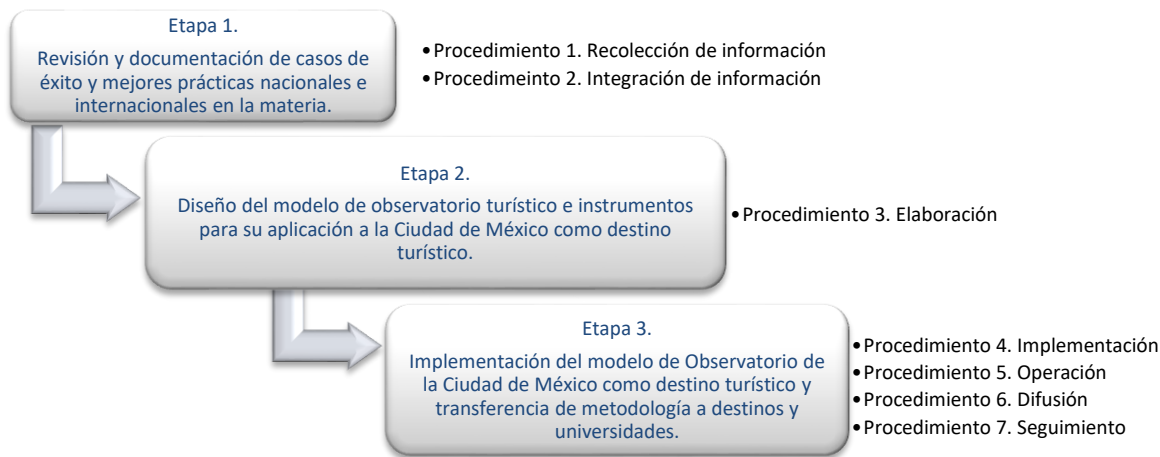 Etapa 1.
Revisión y documentación de casos de
éxito y mejores prácticas nacionales e
internacionales en la materia.
•Procedimiento 1. Recolección de información
•Procedimeinto 2. Integración de información
Etapa 2.
Diseño del modelo de observatorio turístico e instrumentos
para su aplicación a la Ciudad de México como destino
turístico.
•Procedimiento 3. Elaboración
Etapa 3.
Implementación del modelo de Observatorio de
la Ciudad de México como destino turístico y
transferencia de metodología a destinos y
universidades.
•Procedimiento 4. Implementación
•Procedimiento 5. Operación
•Procedimiento 6. Difusión
•Procedimiento 7. Seguimiento